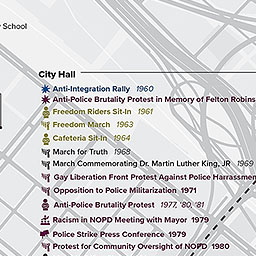 School
City Hall
Anti-Integration Rally 1960
Anti-Police Brutality Protest in Memory of Felton Robins
Freedom Riders Sit-In 1961
Freedom March 1963
Cafeteria Sit-In 1964
March for Truth 1968
March Commemorating Dr. Martin Luther King, JR 1969
Gay Liberation Front Protest Against Police Harrassmen
Opposition to Police Militarization 1971
Anti-Police Brutality Protest 1977, '80, '81
Racism in NOPD Meeting with Mayor 1979
Police Strike Press Conference 1979
Protest for Community Oversight of NOPD 1980